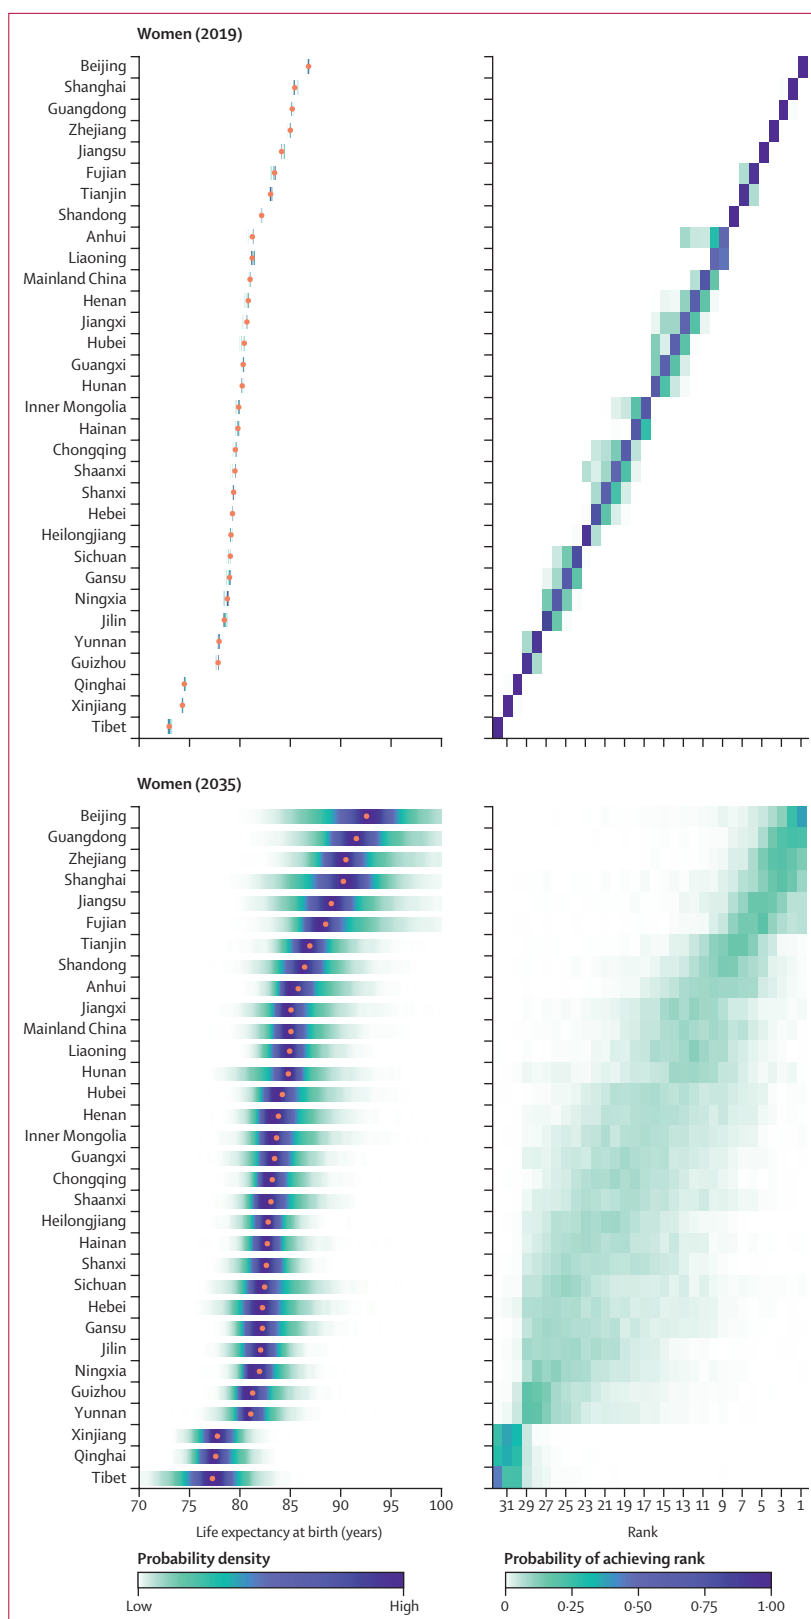 Women (2019)
Beijing
Shanghai
Guangdong
Zhejiang
Jiangsu
Fujian
Tianjin
Shandong
Anhui
Liaoning
Mainland China
Henan
Jiangxi
Hubei
Guangxi
Hunan
Inner Mongolia
Hainan
Chongqing
Shaanxi
Shanxi
Hebei
Heilongjiang
Sichuan
Gansu
Ningxia
Jilin
Yunnan
Guizhou
Qinghai
Xinjiang
Tibet
Women (2035)
Beijing
Guangdong
Zhejiang
Shanghai
Jiangsu
Fujian
Tianjin
Shandong
Anhui
Jiangxi
Mainland China
Liaoning
Hunan
Hubei
Henan
Inner Mongolia
Guangxi
Chongqing
Shaanxi
Heilongjiang
Hainan
Shanxi
Sichuan
Hebei
Gansu
Jilin
Ningxia
Guizhou
Yunnan
Xinjiang
Qinghai
Tibet
70 75 80 85 90 95 100 31 29 27 25 23 21 19 17 15 13 11 9 7 5 3 1
Life expectancy at birth (years) Rank
Probability density Probability of achieving rank
Low High 0 0·25 0·50 0·75 1·00